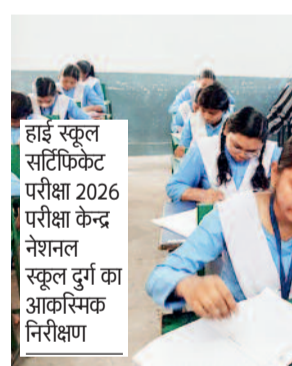 हाई स्कूल
सर्टिफिकेट
परीक्षा 2026
परीक्षा केन्द्र
नेशनल
स्कूल दुर्ग का
आकस्मिक
निरीक्षण